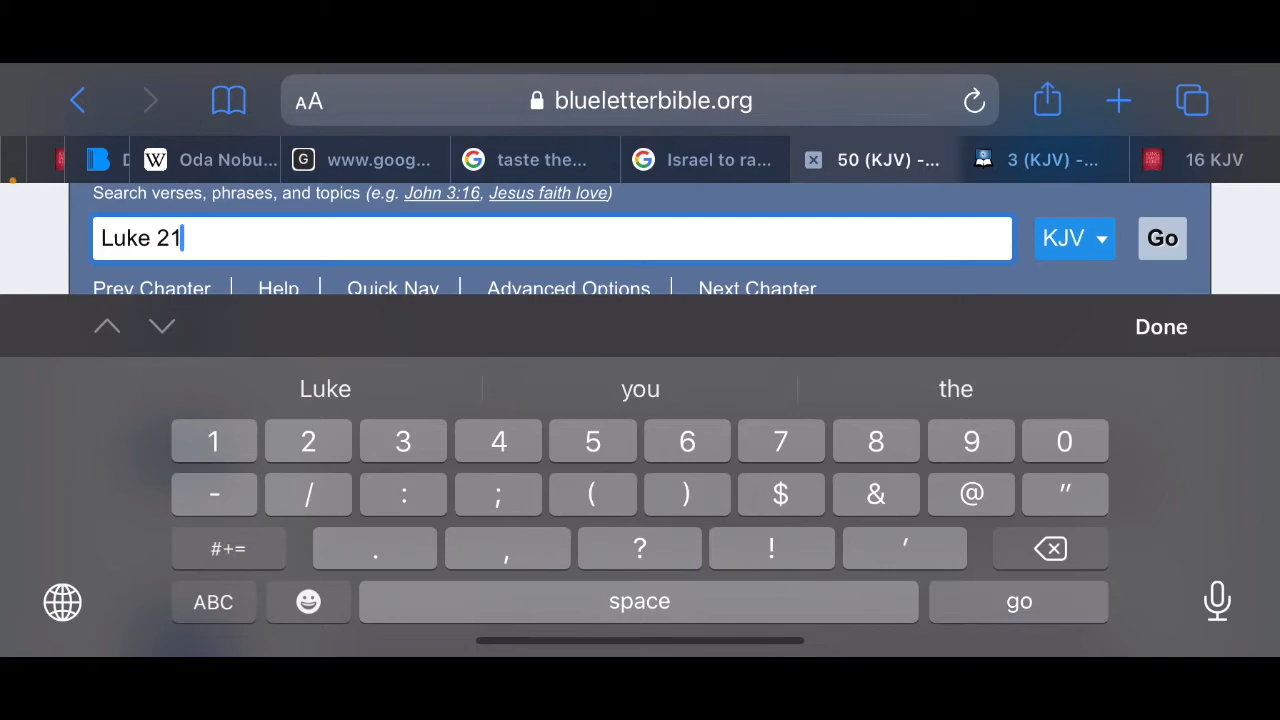 AA blueletterbible.org
D Oda Nobu... G www.goog... taste the... Israel to ra... 50 (KJV) -... 3 (KJV) -... 16 KJV
Search verses, phrases, and topics (e.g. John 3:16, Jesus faith love)
Luke 21 KJV Go
Prev Chapter | Help | Quick Nav | Advanced Options | Next Chapter
Done
Luke you the
1 2 3 4 5 6 7 8 9 0
- / : ; ( ) $ & @ "
#+= . , ? ! '
ABC space go